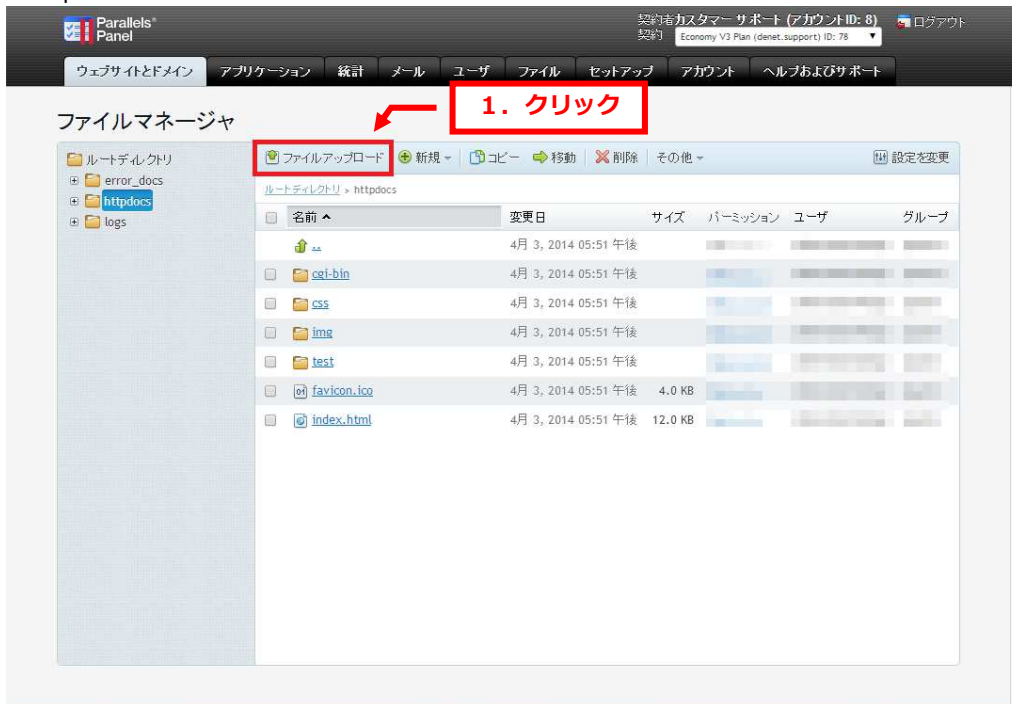 Parallels®
Panel
契約者カスタマー サポート (アカウントID: 8)
ログアウト
契約 Economy V3 Plan (denet.support) ID: 78
ウェブサイトとドメイン アプリケーション 統計 メール ユーザ ファイル セットアップ アカウント ヘルプおよびサポート
1. クリック
ファイルマネージャ
ルートディレクトリ
error_docs
httpdocs
logs
ファイルアップロード 新規 コピー 移動 削除 その他 設定を変更
ルートディレクトリ > httpdocs
名前 変更日 サイズ パーミッション ユーザ グループ
.. 4月 3, 2014 05:51 午後
cgi-bin 4月 3, 2014 05:51 午後
css 4月 3, 2014 05:51 午後
img 4月 3, 2014 05:51 午後
test 4月 3, 2014 05:51 午後
favicon.ico 4月 3, 2014 05:51 午後 4.0 KB
index.html 4月 3, 2014 05:51 午後 12.0 KB